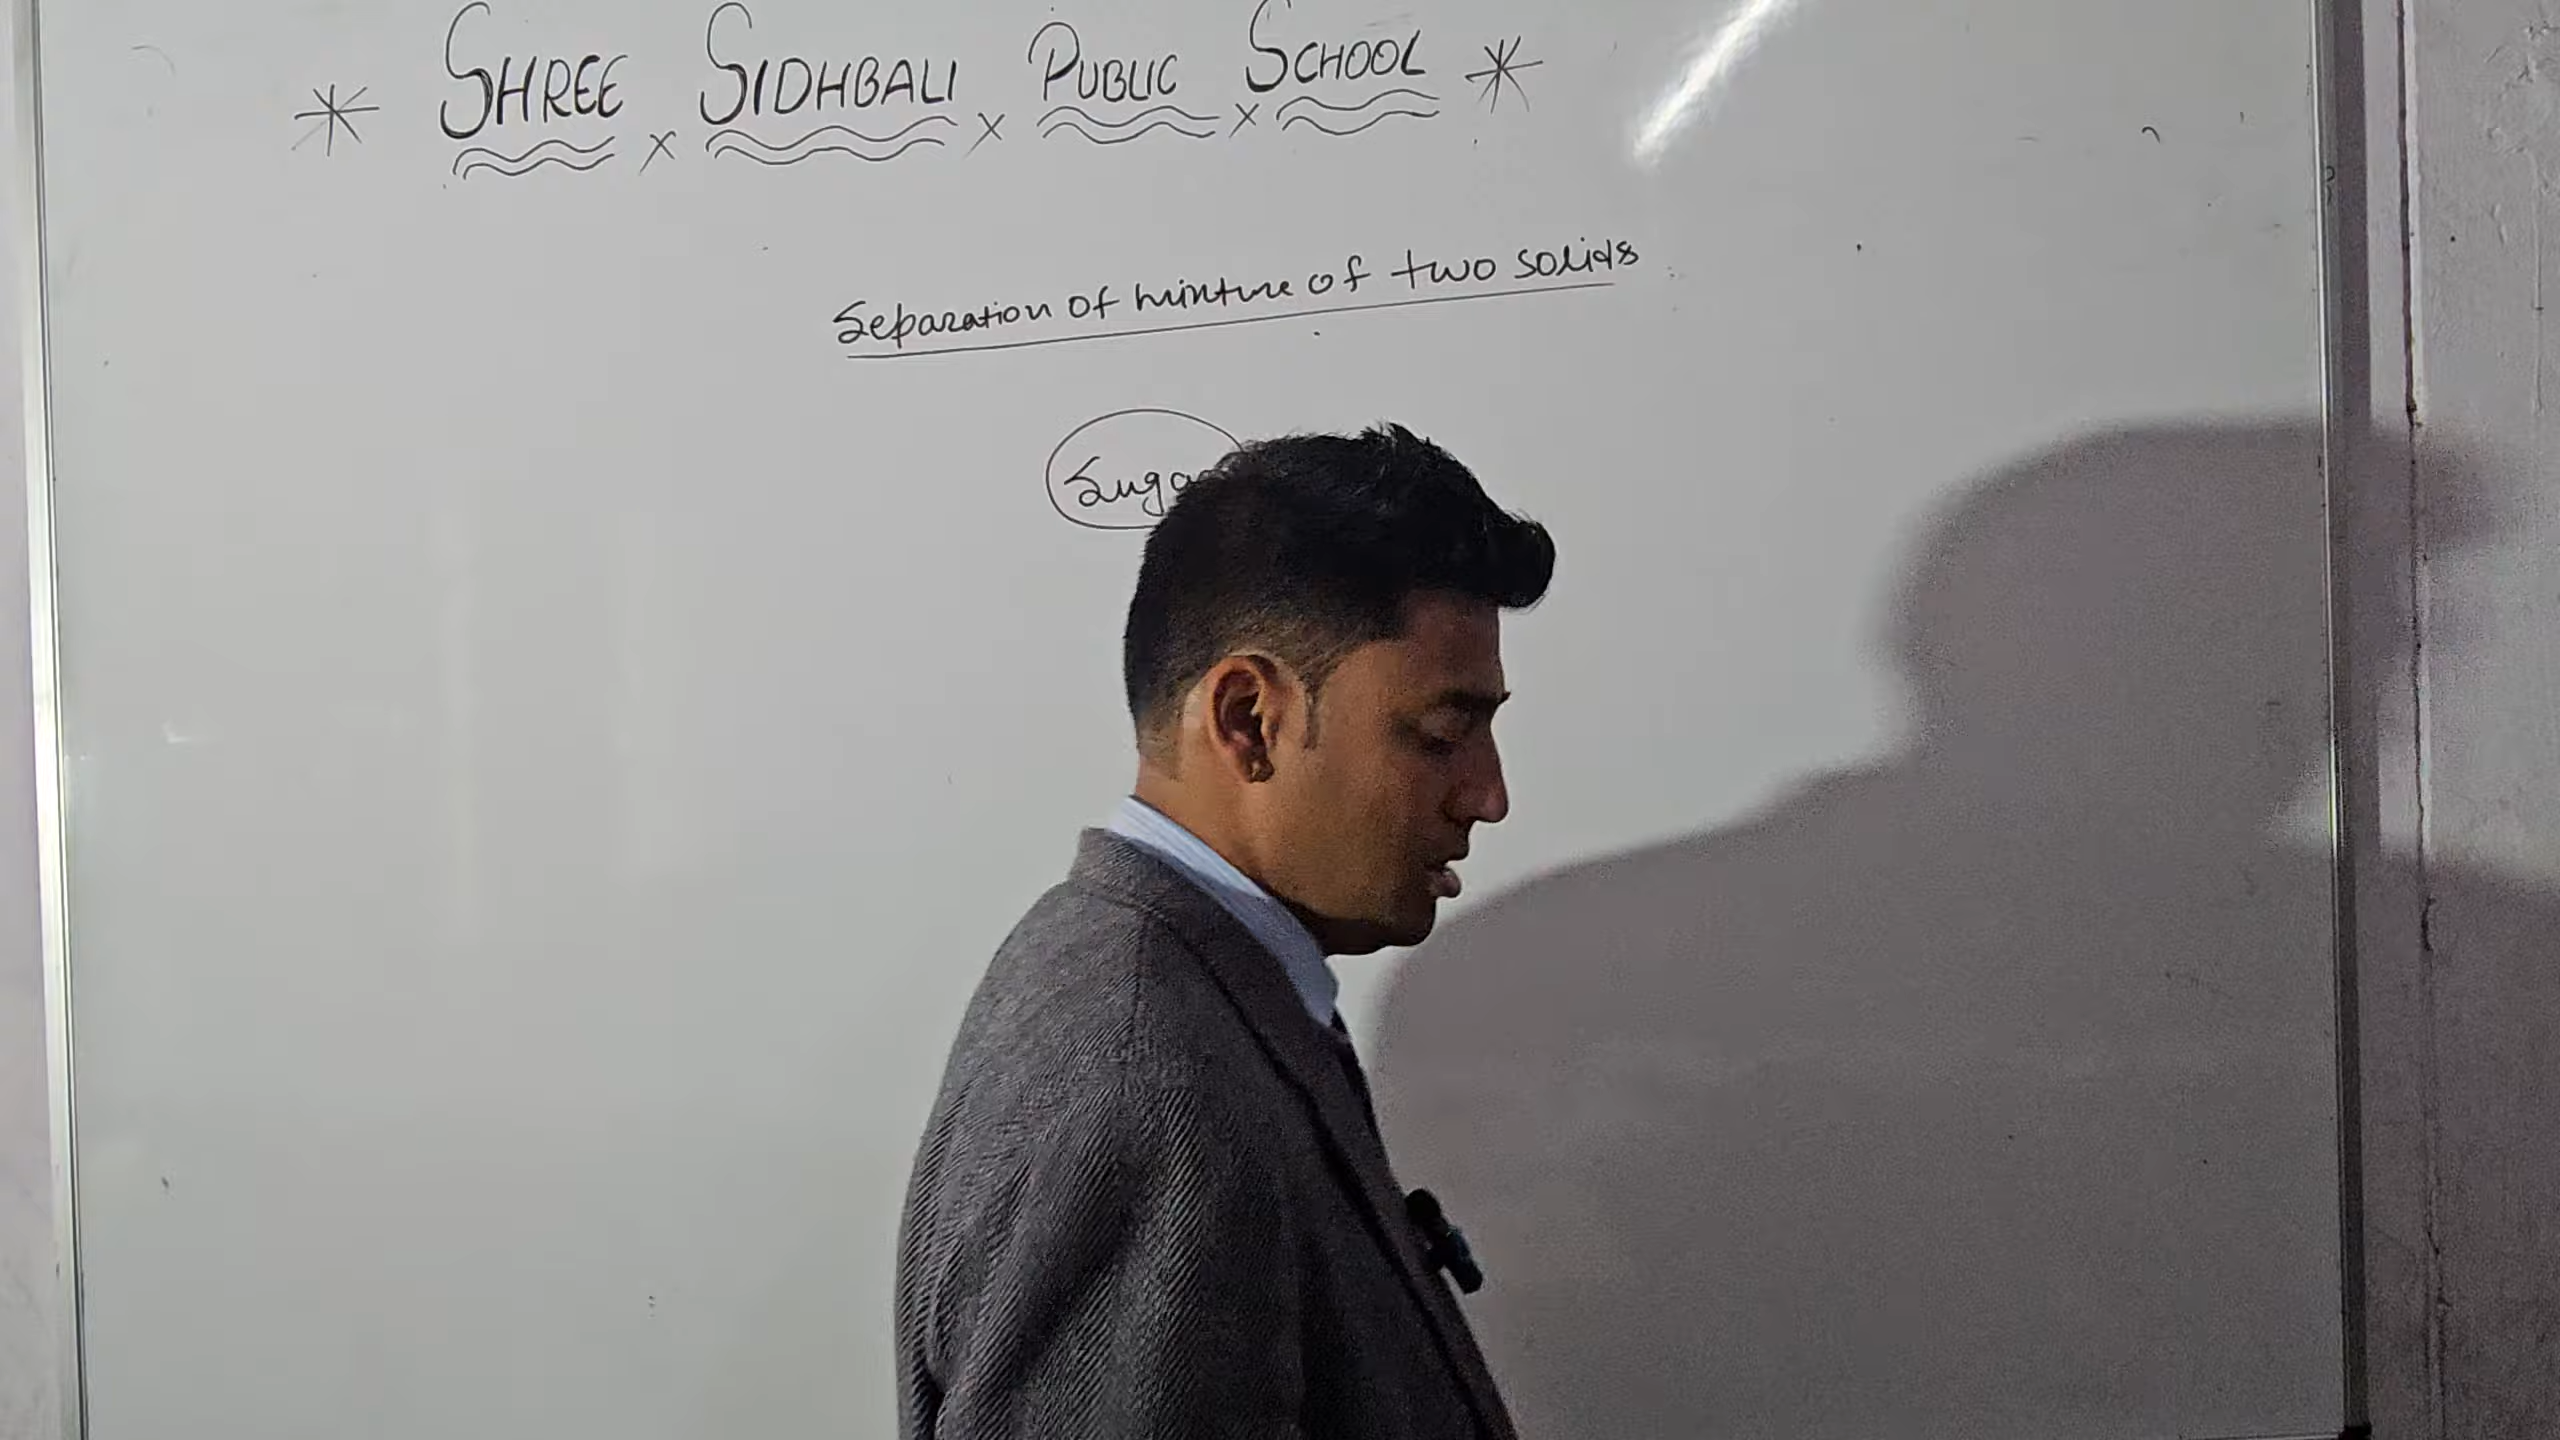 * SHREE SIDHBALI PUBLIC SCHOOL *
x x x
Separation of mixture of two solids